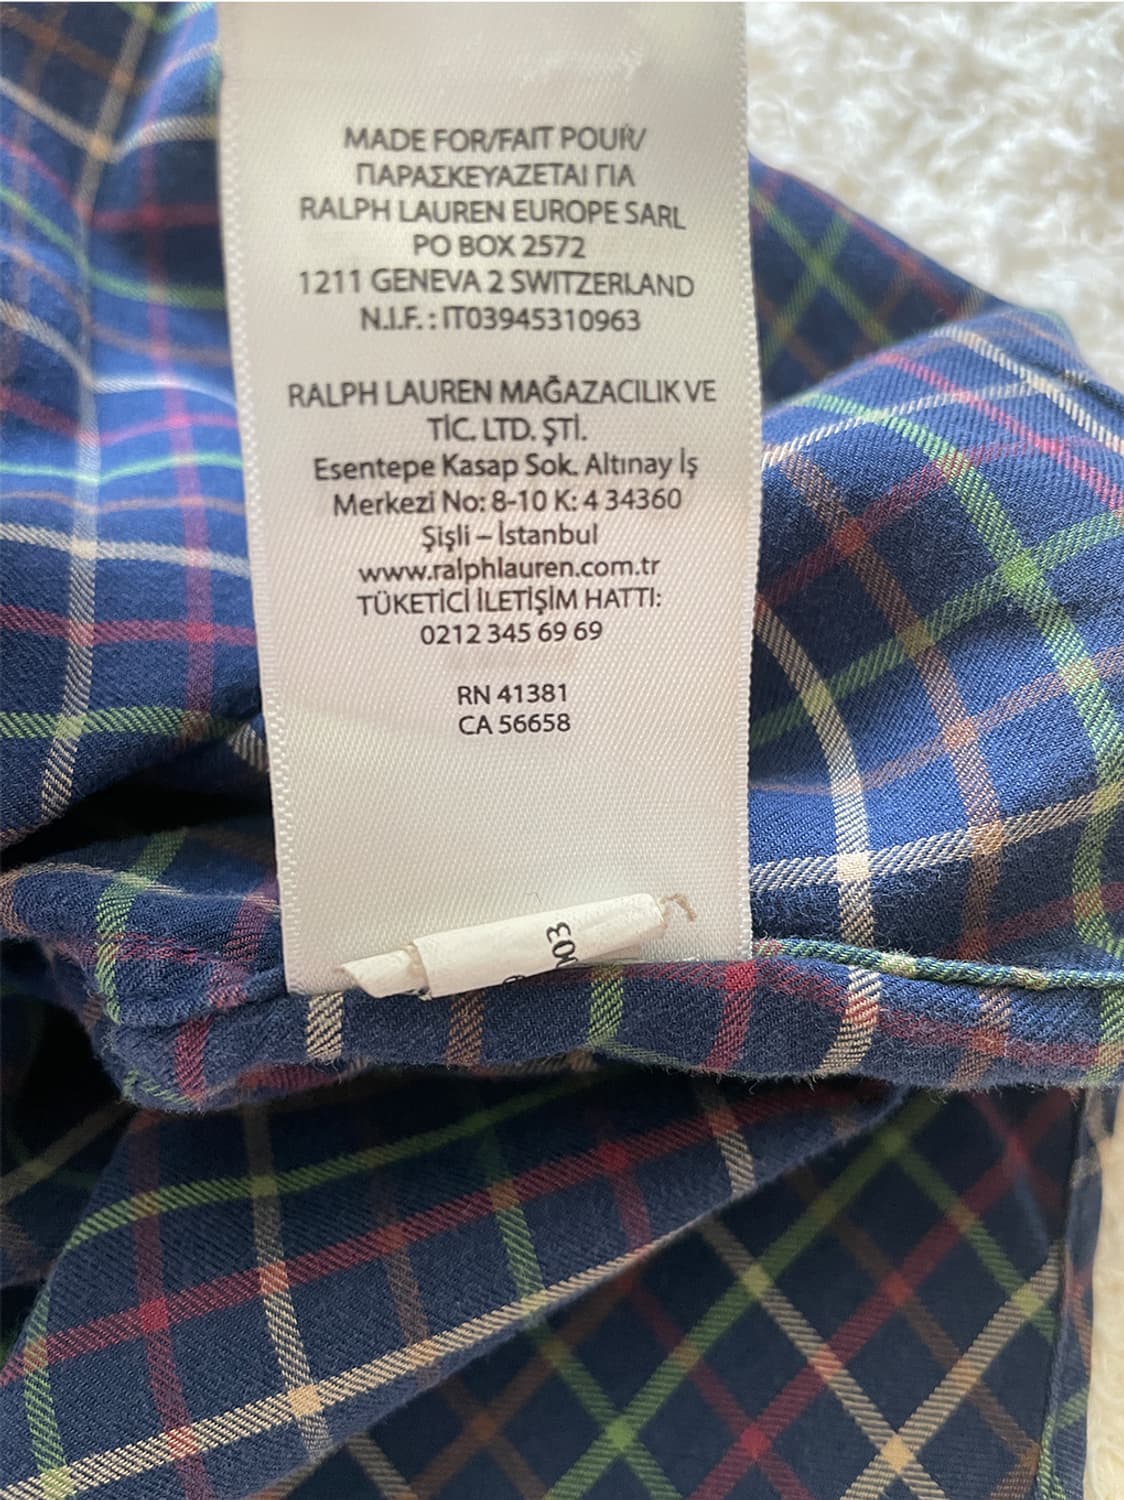 MADE FOR/FAIT POUR/
ΠΑΡΑΣΚΕΥΑΖΕΤΑΙ ΓΙΑ
RALPH LAUREN EUROPE SARL
PO BOX 2572
1211 GENEVA 2 SWITZERLAND
N.I.F. : IT03945310963
RALPH LAUREN MAĞAZACILIK VE
TİC. LTD. ŞTİ.
Esentepe Kasap Sok. Altınay İş
Merkezi No: 8-10 K: 4 34360
Şişli – İstanbul
www.ralphlauren.com.tr
TÜKETİCİ İLETİŞİM HATTI:
0212 345 69 69
RN 41381
CA 56658
003